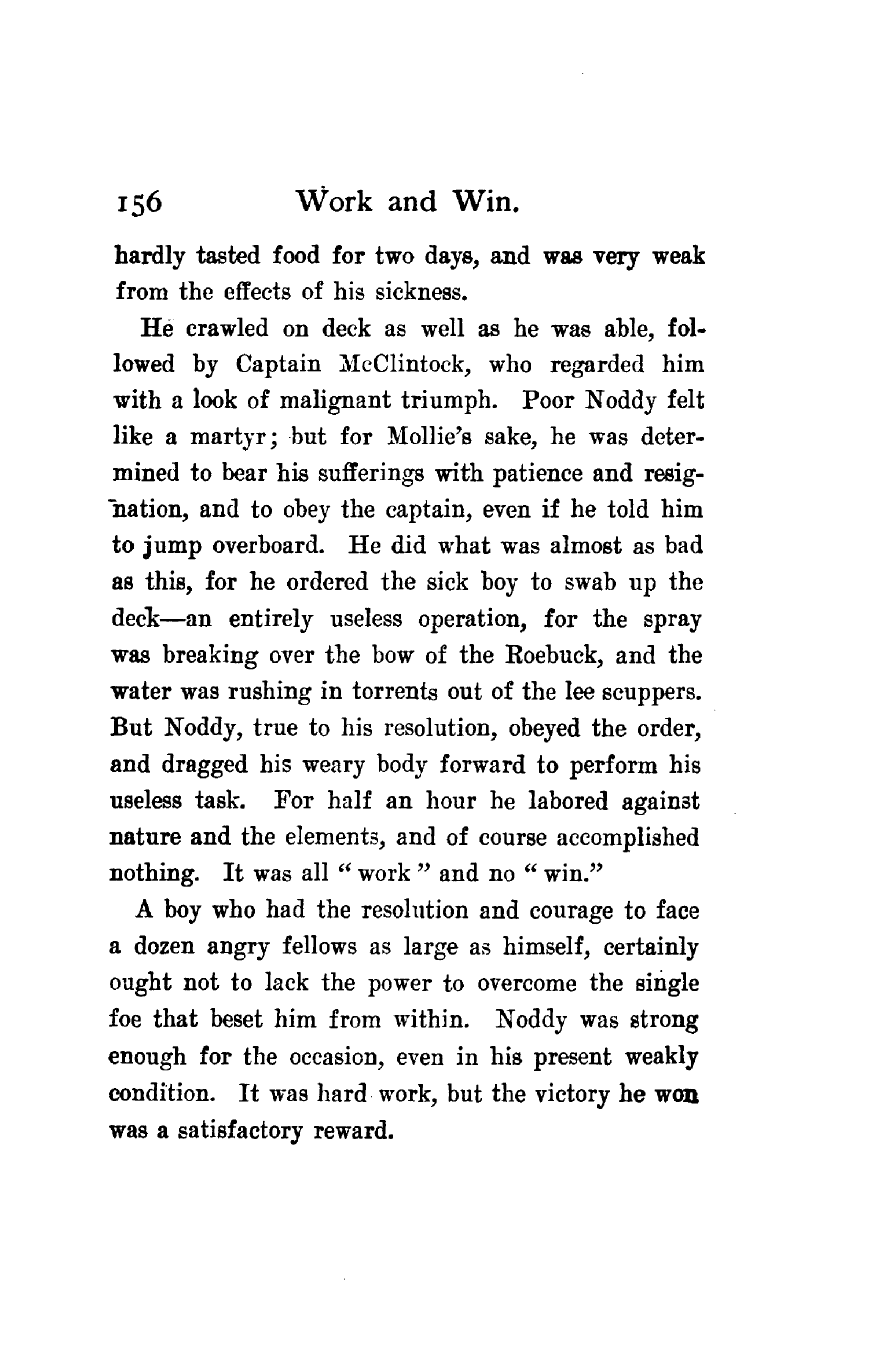 156 Work and Win.
hardly tasted food for two days, and was very weak
from the effects of his sickness.
He crawled on deck as well as he was able, fol-
lowed by Captain McClintock, who regarded him
with a look of malignant triumph. Poor Noddy felt
like a martyr; but for Mollie's sake, he was deter-
mined to bear his sufferings with patience and resig-
nation, and to obey the captain, even if he told him
to jump overboard. He did what was almost as bad
as this, for he ordered the sick boy to swab up the
deck—an entirely useless operation, for the spray
was breaking over the bow of the Roebuck, and the
water was rushing in torrents out of the lee scuppers.
But Noddy, true to his resolution, obeyed the order,
and dragged his weary body forward to perform his
useless task. For half an hour he labored against
nature and the elements, and of course accomplished
nothing. It was all “ work ” and no “ win.”
A boy who had the resolution and courage to face
a dozen angry fellows as large as himself, certainly
ought not to lack the power to overcome the single
foe that beset him from within. Noddy was strong
enough for the occasion, even in his present weakly
condition. It was hard work, but the victory he won
was a satisfactory reward.